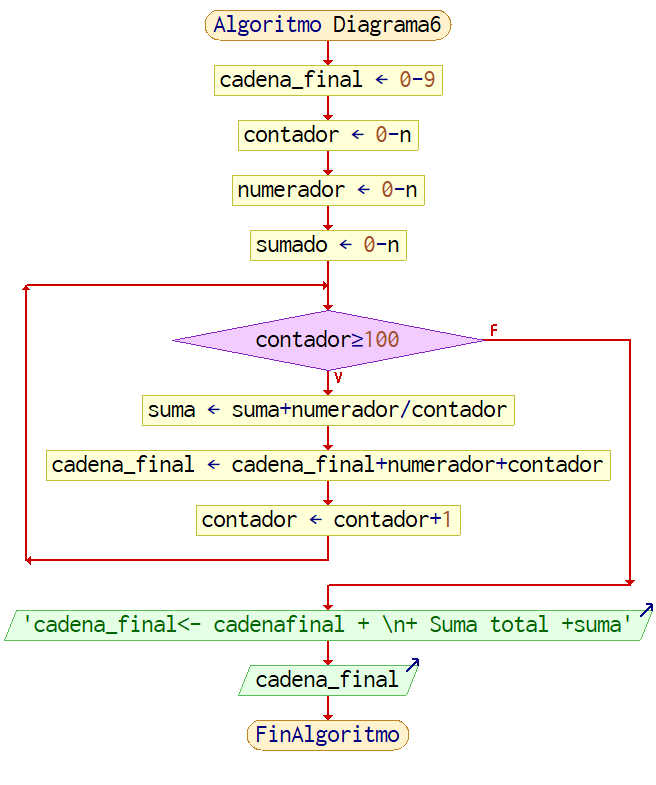 Algoritmo Diagrama6
cadena_final ← 0-9
contador ← 0-n
numerador ← 0-n
sumado ← 0-n
contador≥100
F
V
suma ← suma+numerador/contador
cadena_final ← cadena_final+numerador+contador
contador ← contador+1
'cadena_final<- cadenafinal + \n+ Suma total +suma'
cadena_final
FinAlgoritmo